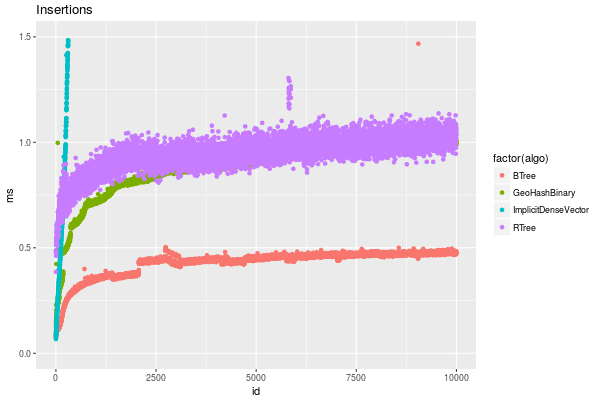 Insertions
1.5
1.0
0.5
0.0
ms
0
2500
5000
7500
10000
id
factor(algo)
BTree
GeoHashBinary
ImplicitDenseVector
RTree